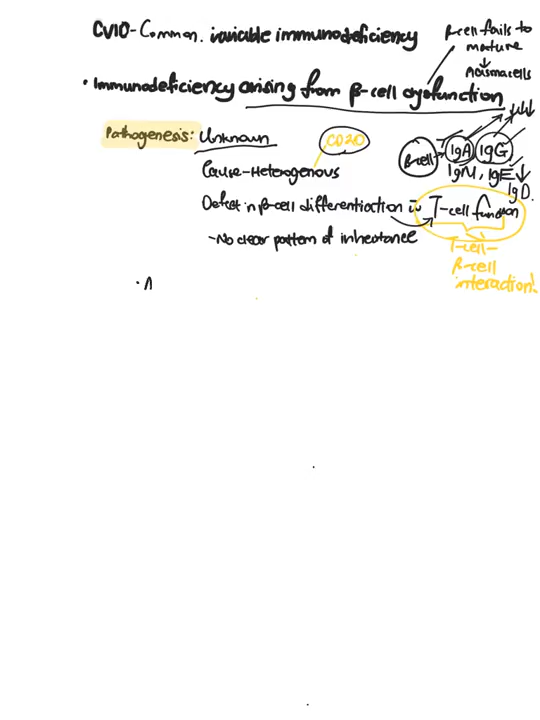 CVID-Common. variable immunodeficiency
β-cell fails to
mature
↓
plasma cells
• Immunodeficiency arising from β-cell dysfunction
Pathogenesis: Unknown
CD20
β-cell IgA IgG ↓↓↓
IgM, IgE ↓
IgD.
Cause-Heterogenous
Defect in β-cell differentiation T-cell function
-No clear pattern of inheritance
T-cell-
β-cell
interaction!
• A